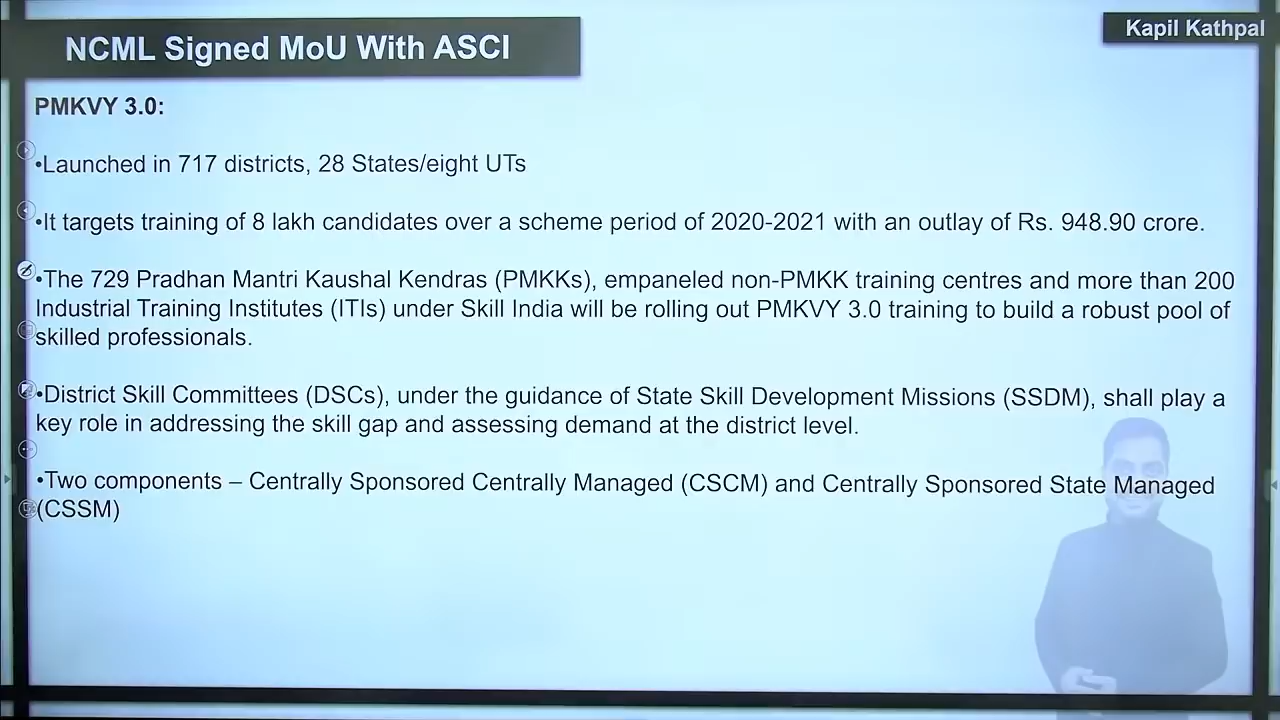 NCML Signed MoU With ASCI
Kapil Kathpal
PMKVY 3.0:
•Launched in 717 districts, 28 States/eight UTs
•It targets training of 8 lakh candidates over a scheme period of 2020-2021 with an outlay of Rs. 948.90 crore.
•The 729 Pradhan Mantri Kaushal Kendras (PMKKs), empaneled non-PMKK training centres and more than 200
Industrial Training Institutes (ITIs) under Skill India will be rolling out PMKVY 3.0 training to build a robust pool of
skilled professionals.
•District Skill Committees (DSCs), under the guidance of State Skill Development Missions (SSDM), shall play a
key role in addressing the skill gap and assessing demand at the district level.
•Two components – Centrally Sponsored Centrally Managed (CSCM) and Centrally Sponsored State Managed
(CSSM)